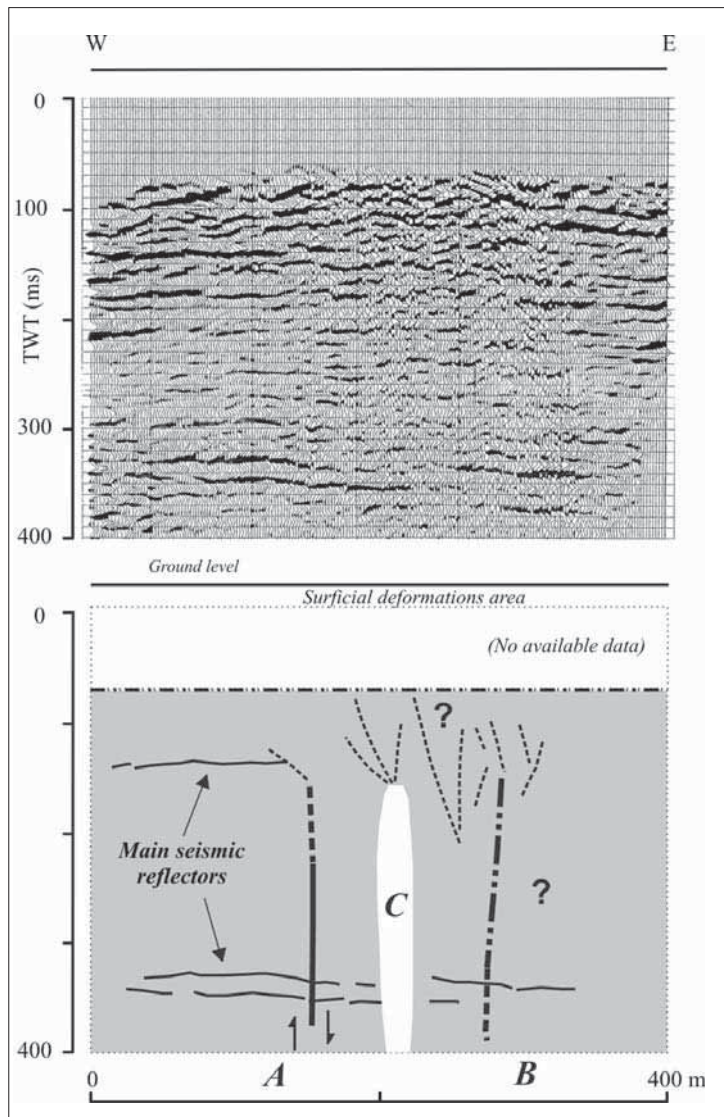 W E
0
100
TWT (ms)
300
400
Ground level
Surficial deformations area
0
(No available data)
?
Main seismic
reflectors
C
?
400
0 A B 400 m